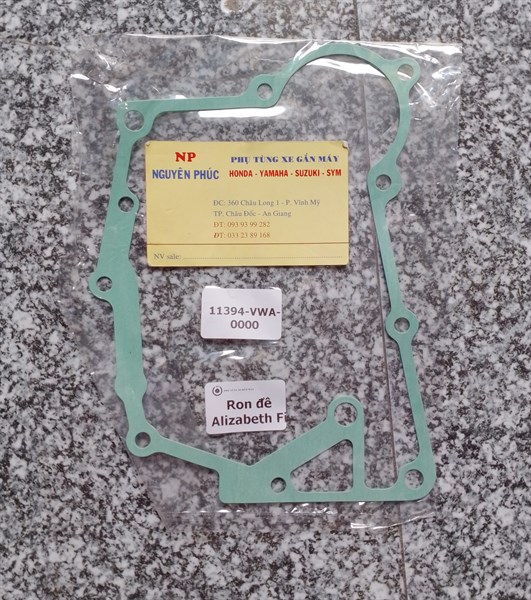 NP
NGUYÊN PHÚC
PHỤ TÙNG XE GẮN MÁY
HONDA - YAMAHA - SUZUKI - SYM
ĐC: 360 Châu Long 1 - P. Vĩnh Mỹ
TP. Châu Đốc - An Giang
ĐT: 093 93 99 282
ĐT: 033 23 89 168
NV sale:
11394-VWA-
0000
Ron đề
Alizabeth Fi